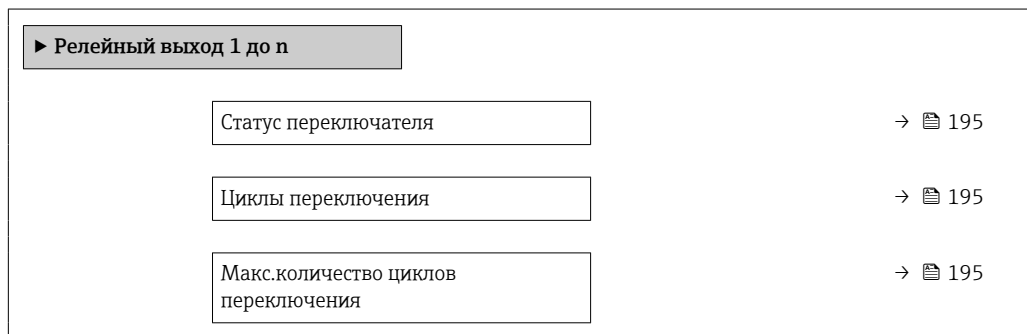 ▶ Релейный выход 1 до n
Статус переключателя → 195
Циклы переключения → 195
Макс.количество циклов → 195
переключения